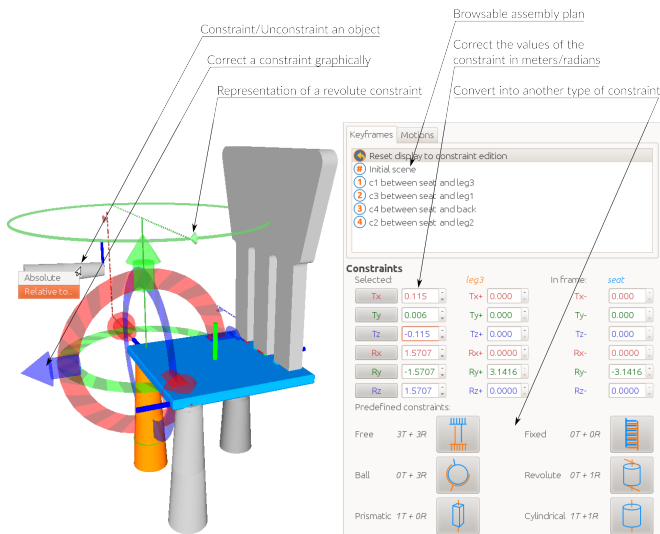 Browsable assembly plan
Constraint/Unconstraint an object
Correct the values of the
constraint in meters/radians
Correct a constraint graphically
Representation of a revolute constraint
Convert into another type of constraint
Absolute
Relative to..
Keyframes Motions
Reset display to constraint edition
# Initial scene
1 c1 between seat and leg3
2 c3 between seat and leg1
3 c4 between seat and back
4 c2 between seat and leg2
Constraints
Selected: leg3 In frame: seat
Tx 0.115 Tx+ 0.000 Tx- 0.000
Ty 0.006 Ty+ 0.000 Ty- 0.000
Tz -0.115 Tz+ 0.000 Tz- 0.000
Rx 1.5707 Rx+ 0.0000 Rx- 0.0000
Ry -1.5707 Ry+ 3.1416 Ry- -3.1416
Rz 1.5707 Rz+ 0.0000 Rz- 0.0000
Predefined constraints:
Free 3T + 3R Fixed 0T + 0R
Ball 0T + 3R Revolute 0T + 1R
Prismatic 1T + 0R Cylindrical 1T +1R